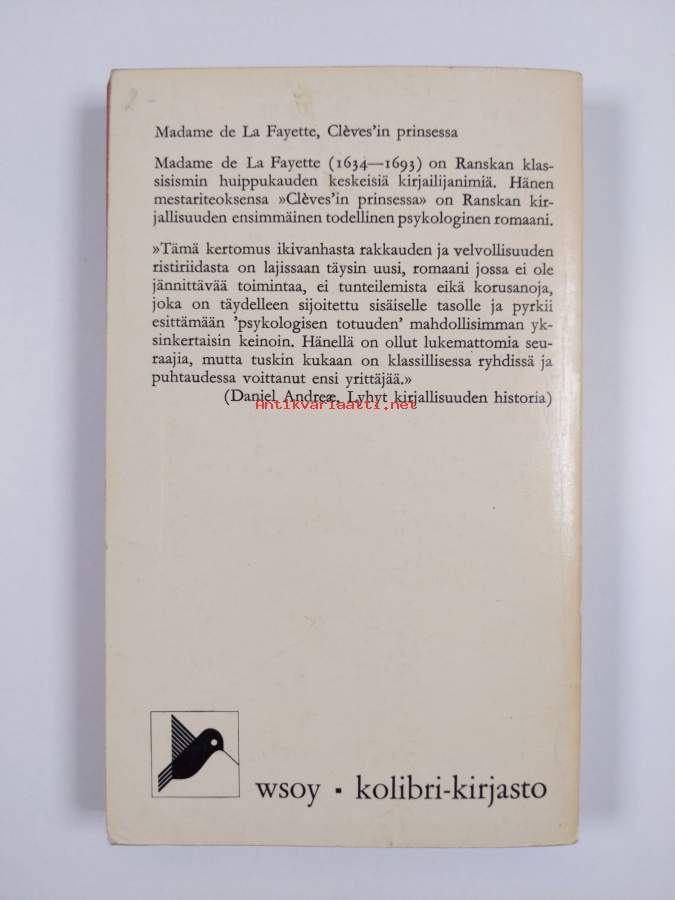 2-
Madame de La Fayette, Clèves'in prinsessa
Madame de La Fayette (1634—1693) on Ranskan klas-
sisismin huippukauden keskeisiä kirjailijanimiä. Hänen
mestariteoksensa »Clèves'in prinsessa» on Ranskan kir-
jallisuuden ensimmäinen todellinen psykologinen romaani.
»Tämä kertomus ikivanhasta rakkauden ja velvollisuuden
ristiriidasta on lajissaan täysin uusi, romaani jossa ei ole
jännittävää toimintaa, ei tunteilemista eikä korusanoja,
joka on täydelleen sijoitettu sisäiselle tasolle ja pyrkii
esittämään 'psykologisen totuuden' mahdollisimman yk-
sinkertaisin keinoin. Hänellä on ollut lukemattomia seu-
raajia, mutta tuskin kukaan on klassillisessa ryhdissä ja
puhtaudessa voittanut ensi yrittäjää.»
(Daniel Andreæ, Lyhyt kirjallisuuden historia)
Antikvariaatti.net
wsoy ▪ kolibri-kirjasto